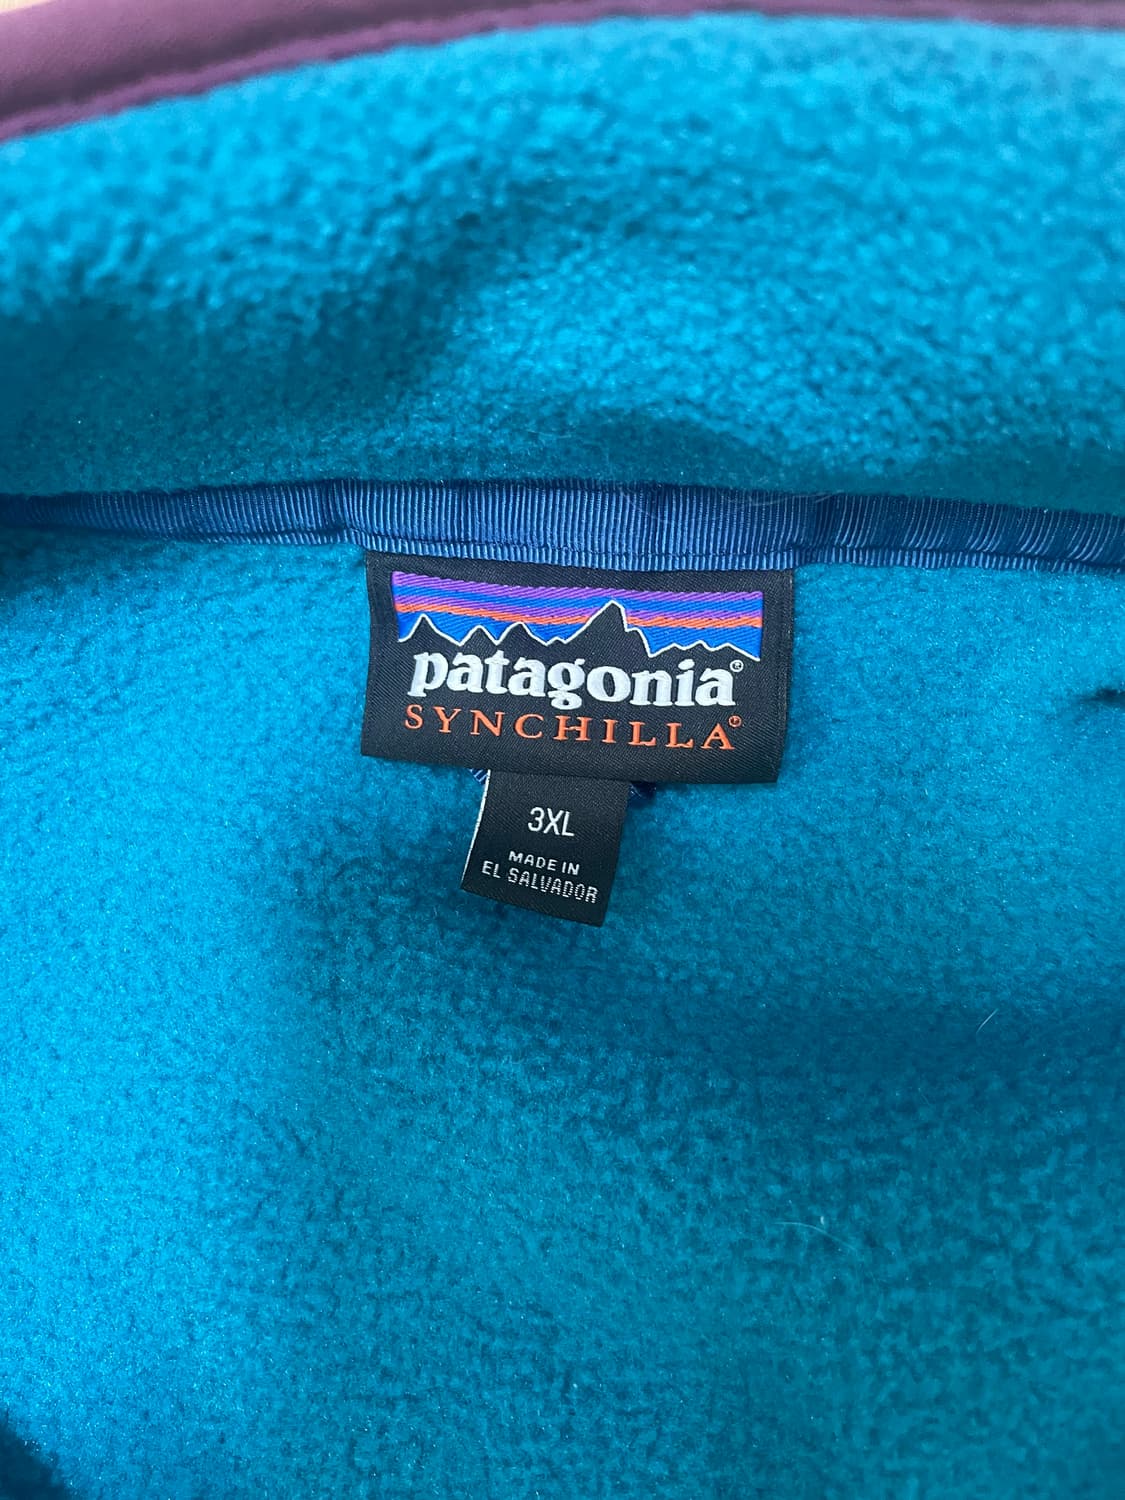 patagonia®
SYNCHILLA®
3XL
MADE IN
EL SALVADOR